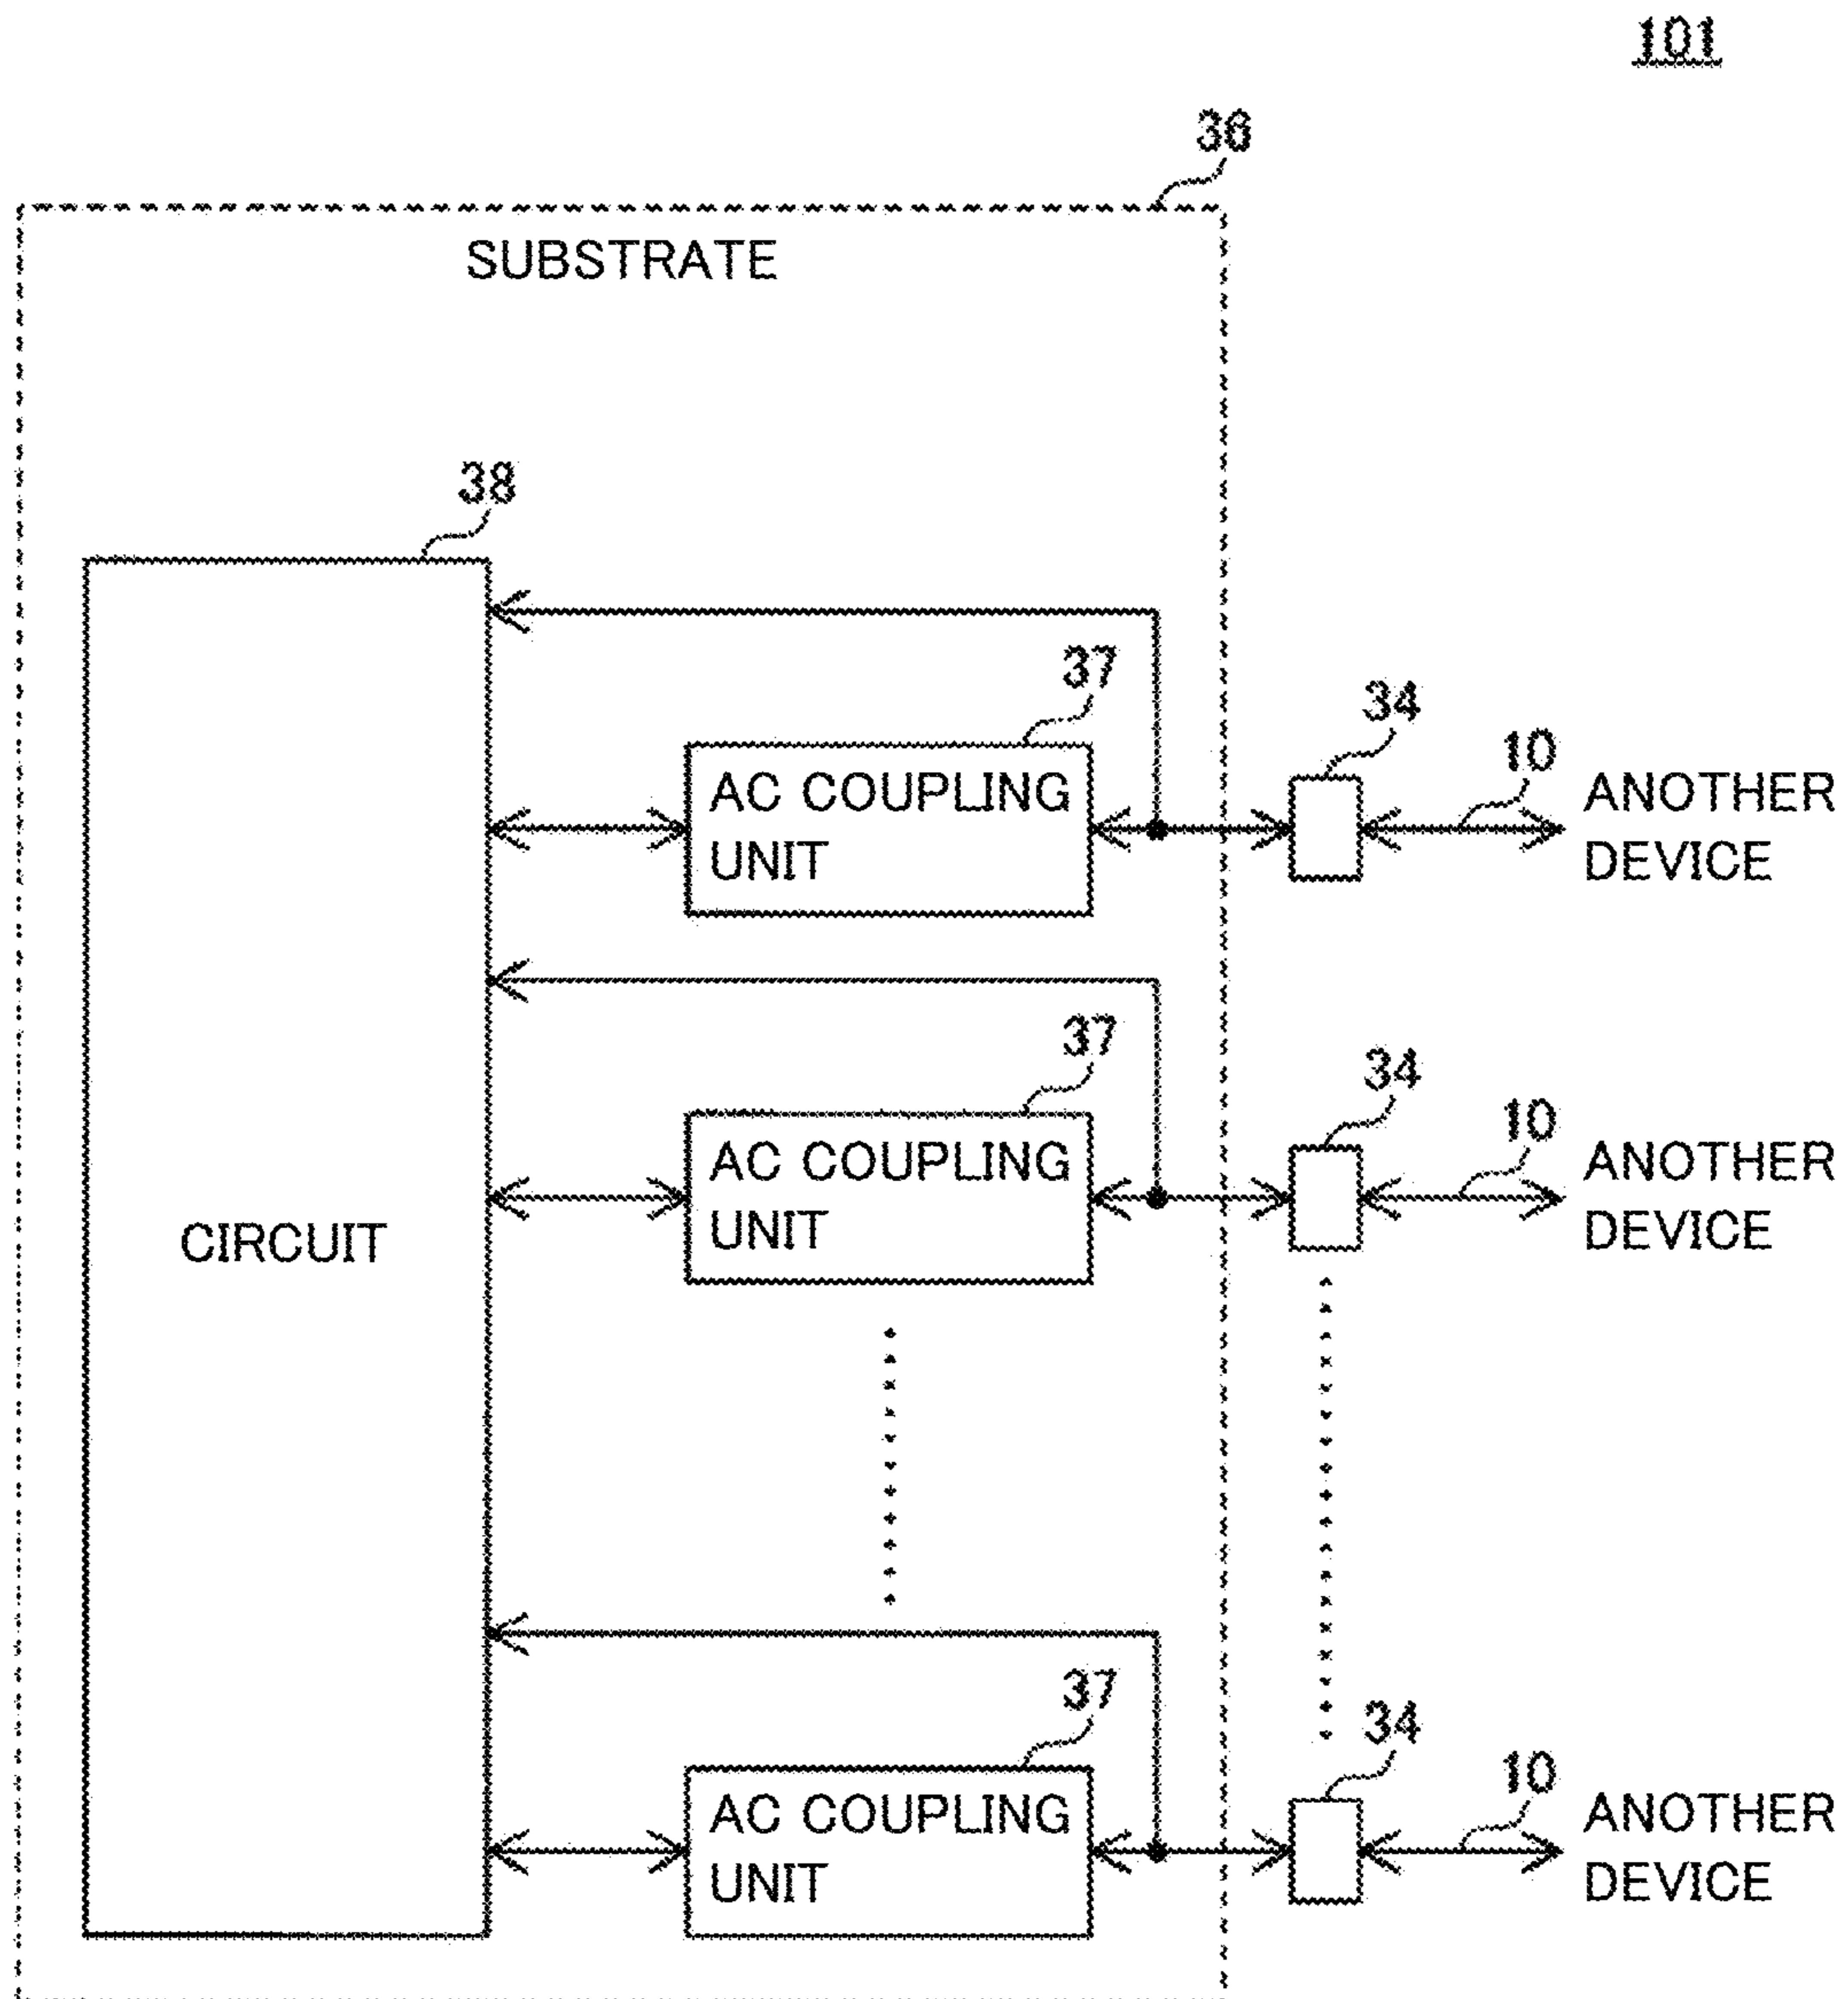 101
36
SUBSTRATE
38
37
34
10
AC COUPLING
UNIT
ANOTHER
DEVICE
37
34
10
AC COUPLING
UNIT
ANOTHER
DEVICE
CIRCUIT
37
34
10
AC COUPLING
UNIT
ANOTHER
DEVICE